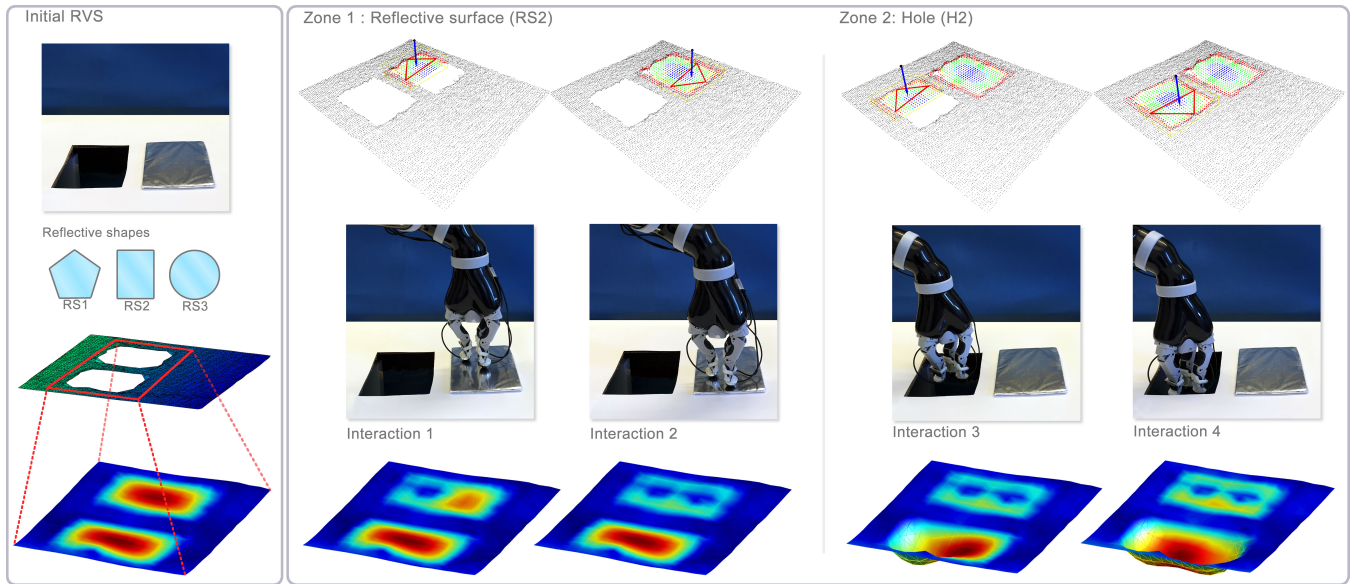 Initial RVS
Zone 1 : Reflective surface (RS2)
Zone 2: Hole (H2)
Reflective shapes
RS1
RS2
RS3
Interaction 1
Interaction 2
Interaction 3
Interaction 4